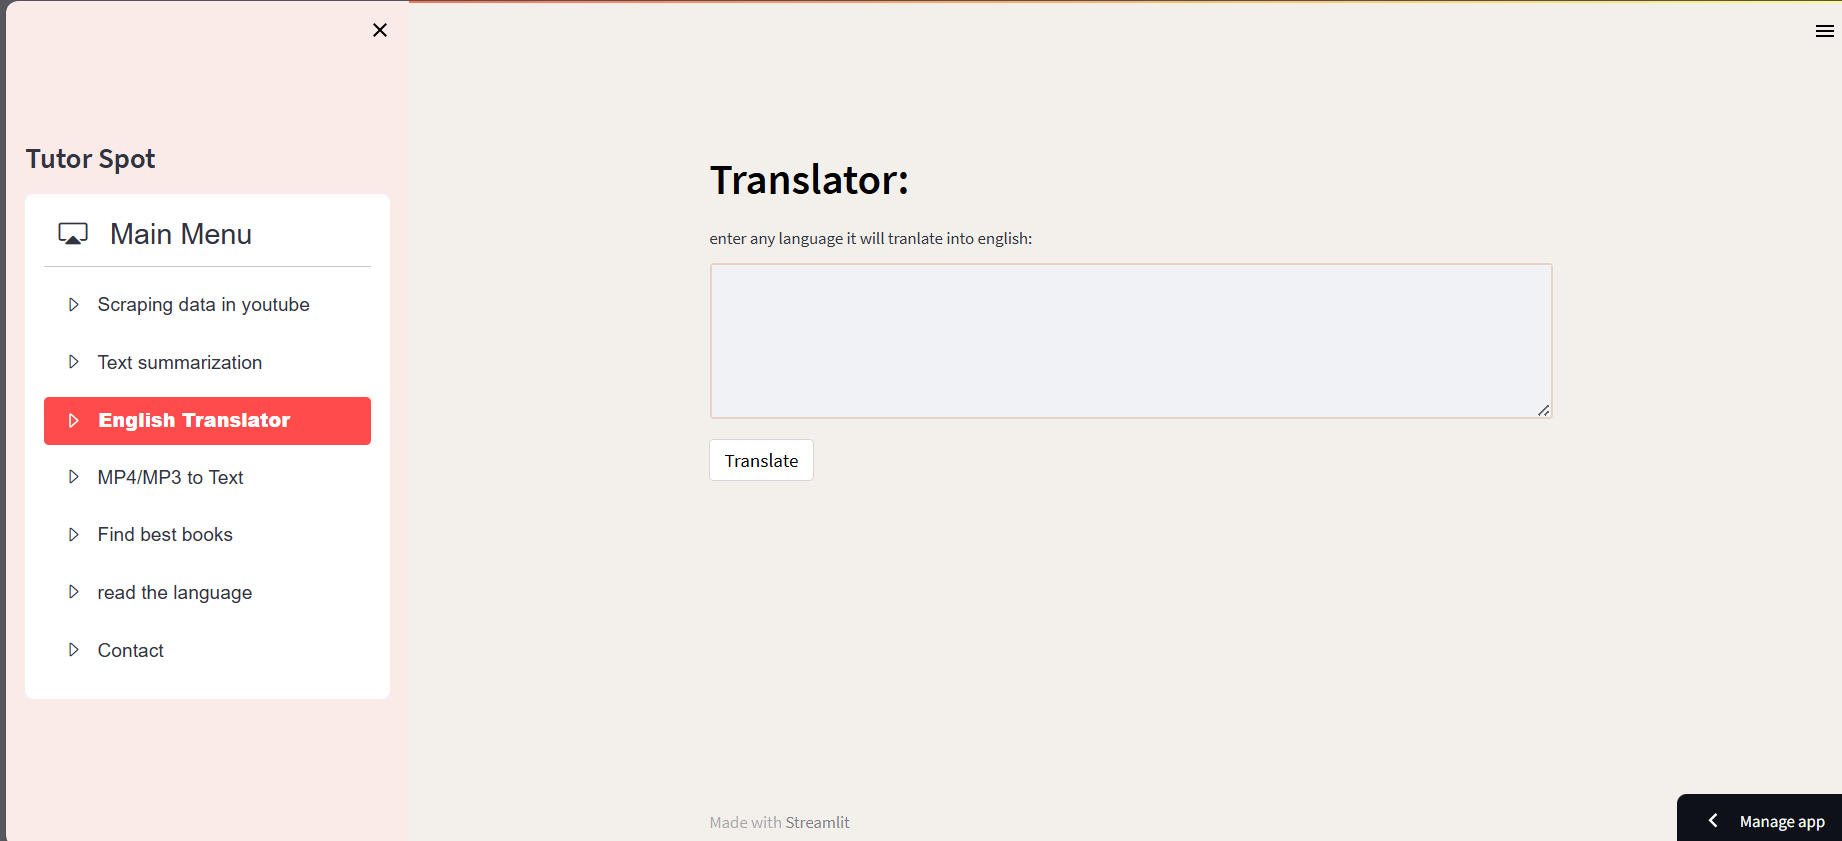 Tutor Spot
Main Menu
Scraping data in youtube
Text summarization
English Translator
MP4/MP3 to Text
Find best books
read the language
Contact
Translator:
enter any language it will tranlate into english:
Translate
Made with Streamlit
Manage app